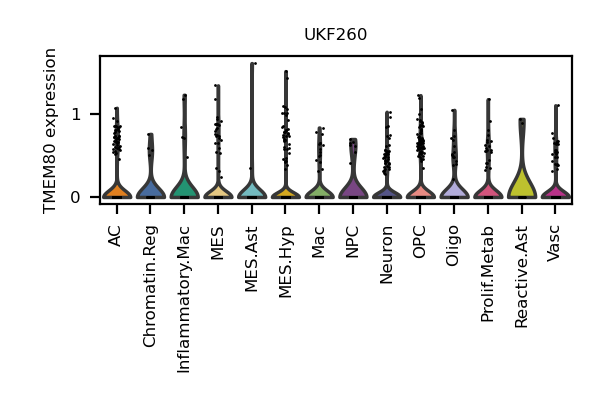 UKF260
TMEM80 expression
1
0
AC
Chromatin.Reg
Inflammatory.Mac
MES
MES.Ast
MES.Hyp
Mac
NPC
Neuron
OPC
Oligo
Prolif.Metab
Reactive.Ast
Vasc